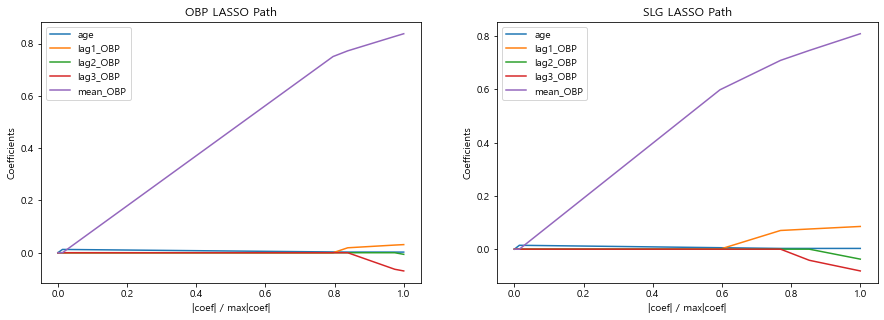 OBP LASSO Path
age
lag1_OBP
lag2_OBP
lag3_OBP
mean_OBP
0.8
0.6
0.4
0.2
0.0
Coefficients
0.0 0.2 0.4 0.6 0.8 1.0
|coef| / max|coef|
SLG LASSO Path
age
lag1_OBP
lag2_OBP
lag3_OBP
mean_OBP
0.8
0.6
0.4
0.2
0.0
Coefficients
0.0 0.2 0.4 0.6 0.8 1.0
|coef| / max|coef|